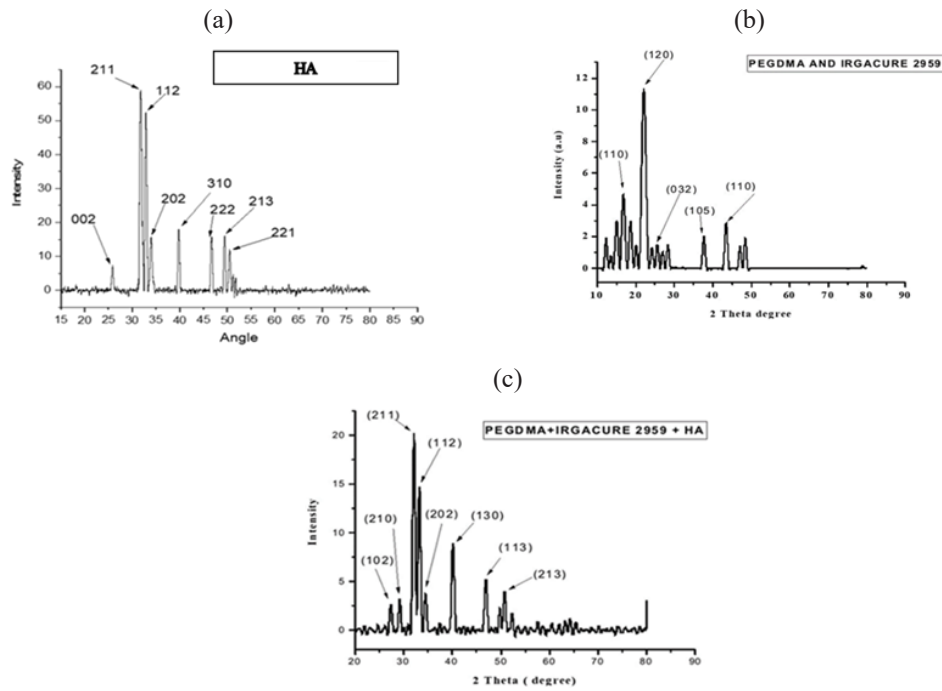 (a)
HA
211
112
002
202
310
222
213
221
Intensity
60
50
40
30
20
10
0
15 20 25 30 35 40 45 50 55 60 65 70 75 80 85 90
Angle
(b)
PEGDMA AND IRGACURE 2959
(120)
(110)
(032)
(105)
(110)
Intensity (a.u)
12
10
8
6
4
2
0
10 20 30 40 50 60 70 80 90
2 Theta degree
(c)
PEGDMA+IRGACURE 2959 + HA
(211)
(112)
(210)
(202)
(130)
(102)
(113)
(213)
Intensity
20
15
10
5
0
20 30 40 50 60 70 80 90
2 Theta ( degree)